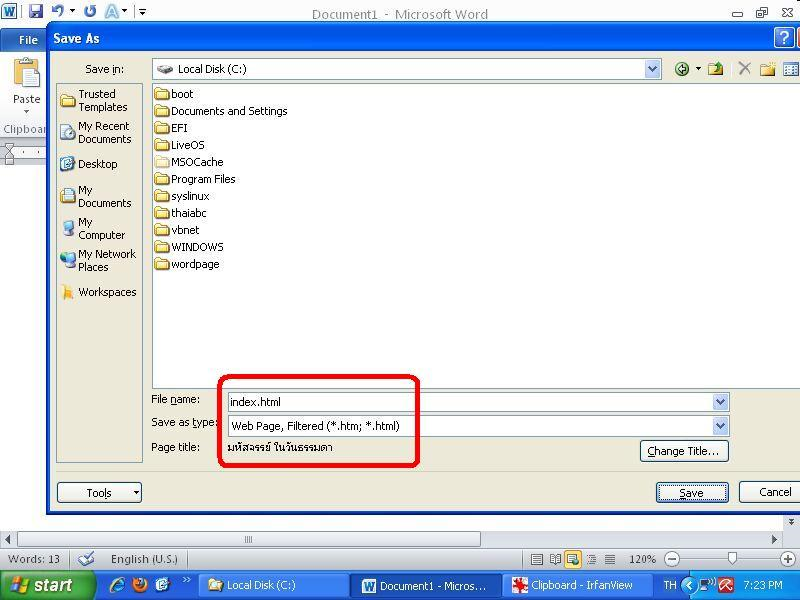 Document1 - Microsoft Word
File
Save As
Paste
Clipboar
Save in:
Local Disk (C:)
Trusted Templates
My Recent Documents
Desktop
My Documents
My Computer
My Network Places
Workspaces
boot
Documents and Settings
EFI
LiveOS
MSOCache
Program Files
syslinux
thaiabc
vbnet
WINDOWS
wordpage
File name:
index.html
Save as type:
Web Page, Filtered (*.htm; *.html)
Page title:
มหัสจรรย์ ในวันธรรมดา
Change Title...
Tools
Save
Cancel
Words: 13
English (U.S.)
120%
start
Local Disk (C:)
Document1 - Micros...
Clipboard - IrfanView
TH
7:23 PM